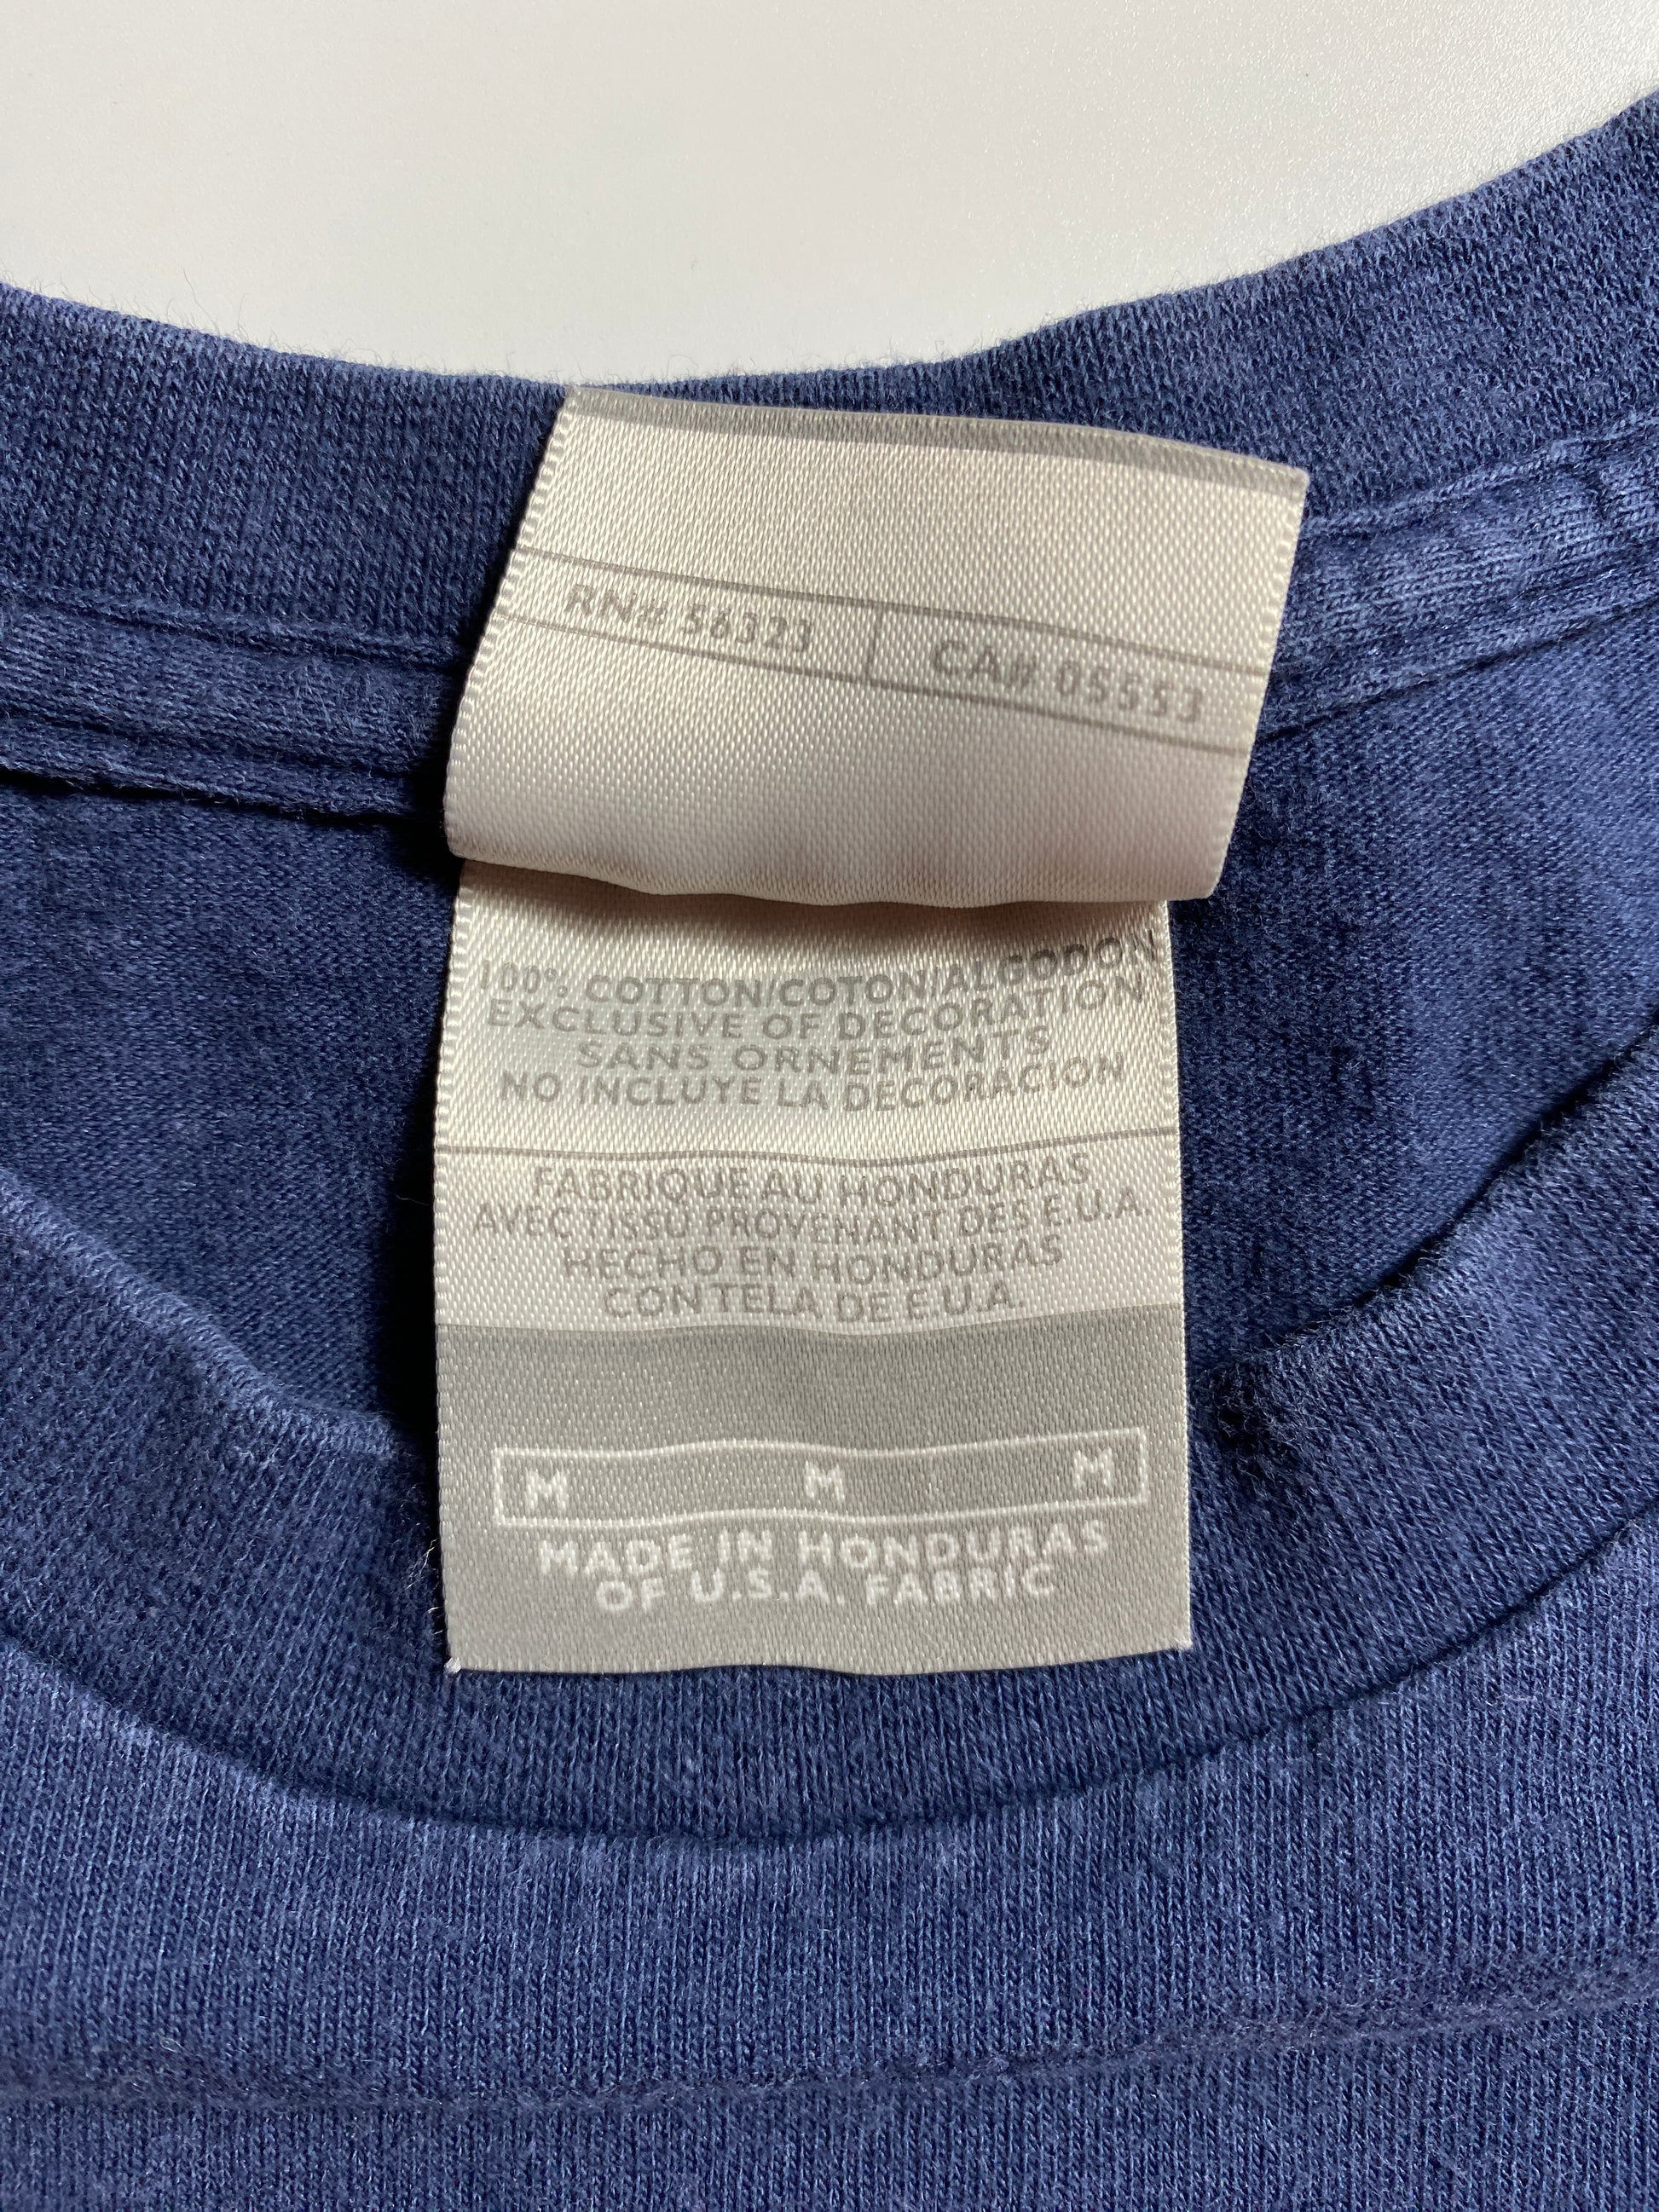 RN# 56323 CA# 05553
100% COTTON/COTON/ALGODON
EXCLUSIVE OF DECORATION
SANS ORNEMENTS
NO INCLUYE LA DECORACION
FABRIQUE AU HONDURAS
AVEC TISSU PROVENANT DES E.U.A.
HECHO EN HONDURAS
CON TELA DE E.U.A.
M M M
MADE IN HONDURAS
OF U.S.A. FABRIC